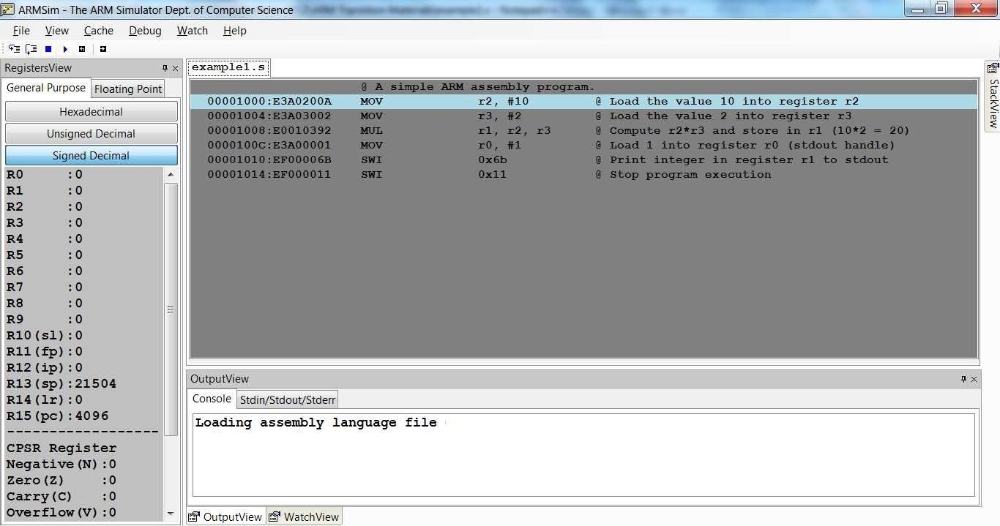 ARMSim - The ARM Simulator Dept. of Computer Science
File View Cache Debug Watch Help
RegistersView
General Purpose Floating Point
Hexadecimal
Unsigned Decimal
Signed Decimal
R0 :0
R1 :0
R2 :0
R3 :0
R4 :0
R5 :0
R6 :0
R7 :0
R8 :0
R9 :0
R10(sl):0
R11(fp):0
R12(ip):0
R13(sp):21504
R14(lr):0
R15(pc):4096
-------------------
CPSR Register
Negative(N):0
Zero(Z) :0
Carry(C) :0
Overflow(V):0
example1.s
@ A simple ARM assembly program.
00001000:E3A0200A MOV r2, #10 @ Load the value 10 into register r2
00001004:E3A03002 MOV r3, #2 @ Load the value 2 into register r3
00001008:E0010392 MUL r1, r2, r3 @ Compute r2*r3 and store in r1 (10*2 = 20)
0000100C:E3A00001 MOV r0, #1 @ Load 1 into register r0 (stdout handle)
00001010:EF00006B SWI 0x6b @ Print integer in register r1 to stdout
00001014:EF000011 SWI 0x11 @ Stop program execution
StackView
OutputView
Console Stdin/Stdout/Stderr
Loading assembly language file
OutputView WatchView